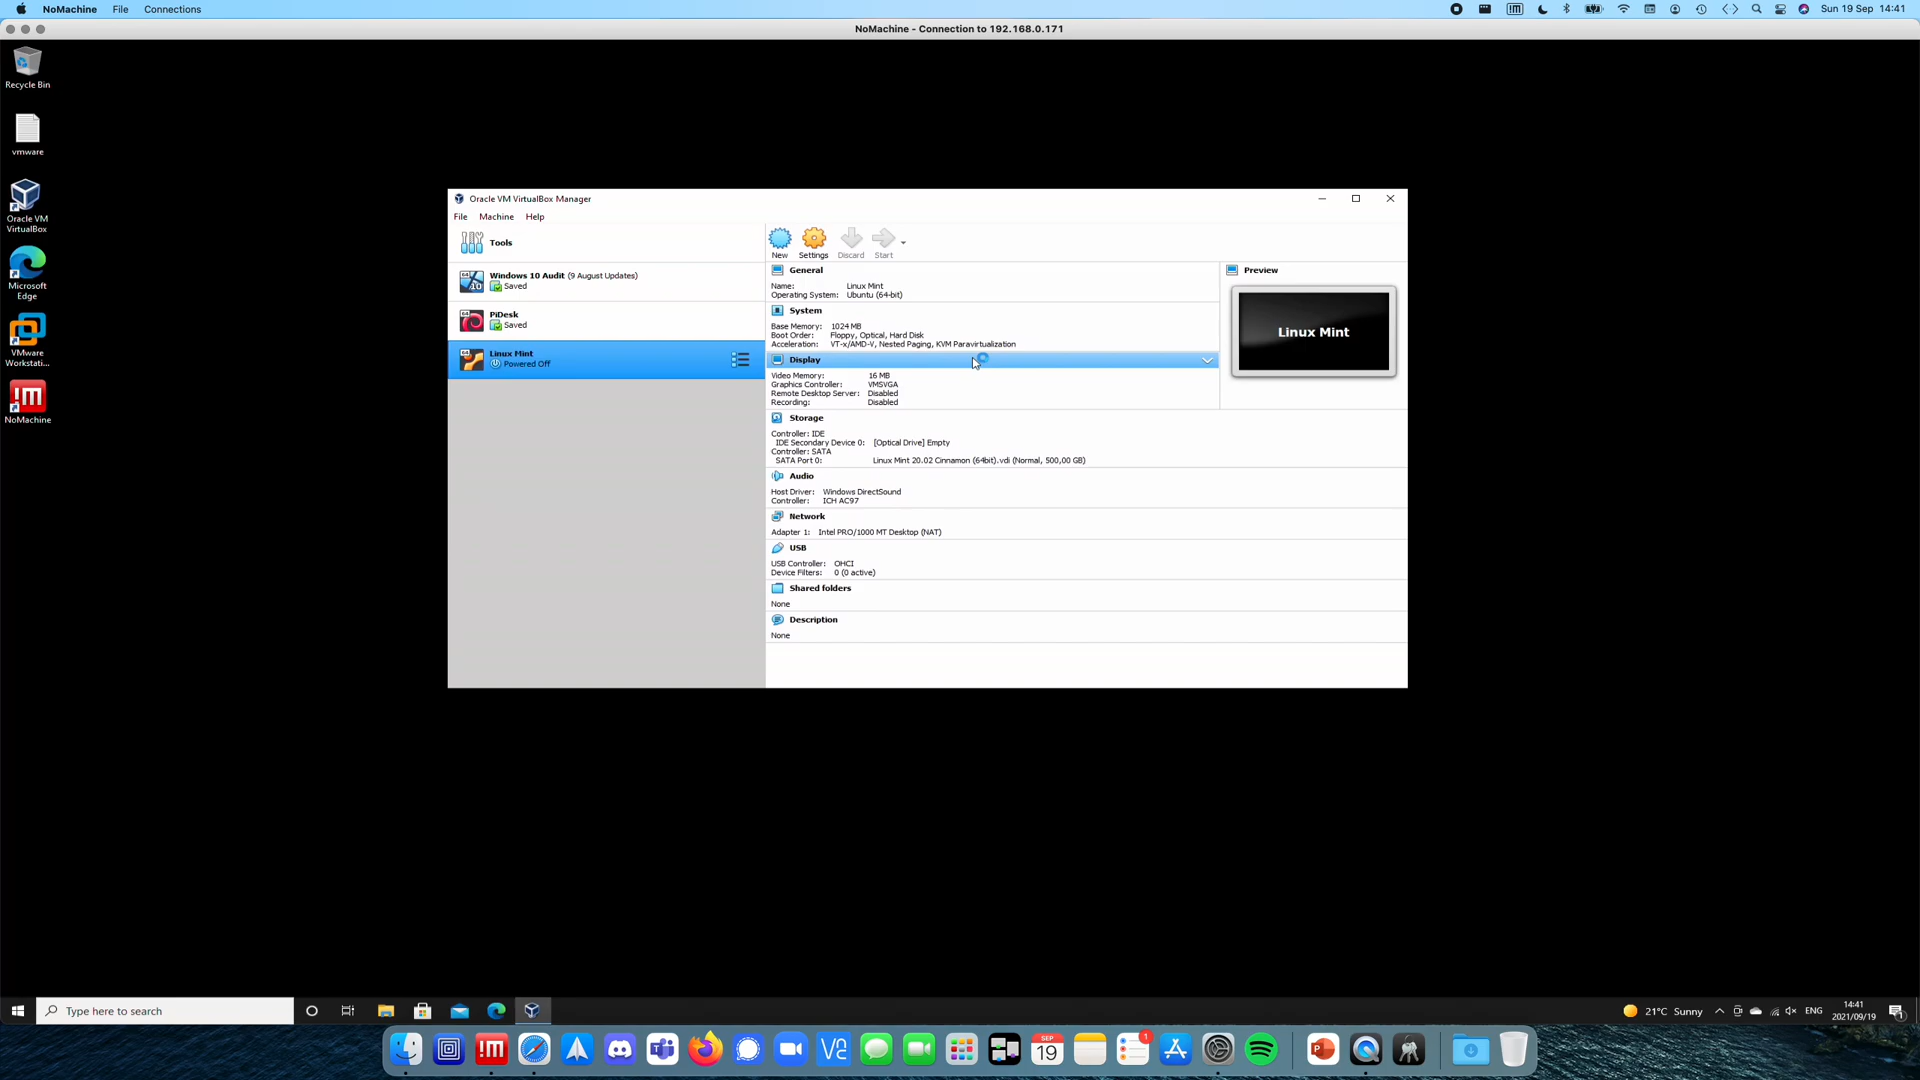 NoMachine File Connections Sun 19 Sep 14:41
NoMachine - Connection to 192.168.0.171
Recycle Bin
vmware
Oracle VM
VirtualBox
Microsoft
Edge
VMware
Workstati...
NoMachine
Oracle VM VirtualBox Manager
File Machine Help
Tools
Windows 10 Audit (9 August Updates)
Saved
PiDesk
Saved
Linux Mint
Powered Off
New Settings Discard Start
General
Name: Linux Mint
Operating System: Ubuntu (64-bit)
System
Base Memory: 1024 MB
Boot Order: Floppy, Optical, Hard Disk
Acceleration: VT-x/AMD-V, Nested Paging, KVM Paravirtualization
Display
Video Memory: 16 MB
Graphics Controller: VMSVGA
Remote Desktop Server: Disabled
Recording: Disabled
Storage
Controller: IDE
IDE Secondary Device 0: [Optical Drive] Empty
Controller: SATA
SATA Port 0: Linux Mint 20.02 Cinnamon (64bit).vdi (Normal, 500,00 GB)
Audio
Host Driver: Windows DirectSound
Controller: ICH AC97
Network
Adapter 1: Intel PRO/1000 MT Desktop (NAT)
USB
USB Controller: OHCI
Device Filters: 0 (0 active)
Shared folders
None
Description
None
Preview
Linux Mint
Type here to search
21°C Sunny
ENG
14:41
2021/09/19
SEP
19
1